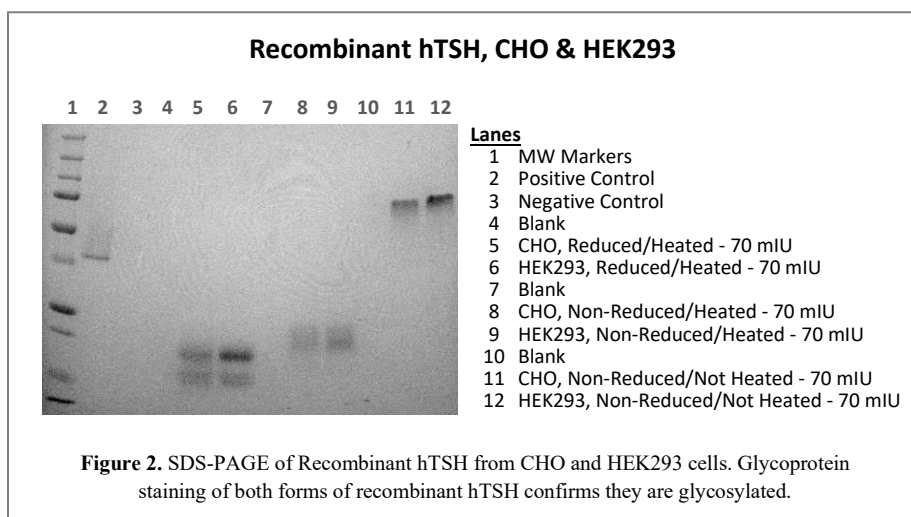 Recombinant hTSH, CHO & HEK293
1 2 3 4 5 6 7 8 9 10 11 12
Lanes
1 MW Markers
2 Positive Control
3 Negative Control
4 Blank
5 CHO, Reduced/Heated - 70 mIU
6 HEK293, Reduced/Heated - 70 mIU
7 Blank
8 CHO, Non-Reduced/Heated - 70 mIU
9 HEK293, Non-Reduced/Heated - 70 mIU
10 Blank
11 CHO, Non-Reduced/Not Heated - 70 mIU
12 HEK293, Non-Reduced/Not Heated - 70 mIU
Figure 2. SDS-PAGE of Recombinant hTSH from CHO and HEK293 cells. Glycoprotein
staining of both forms of recombinant hTSH confirms they are glycosylated.